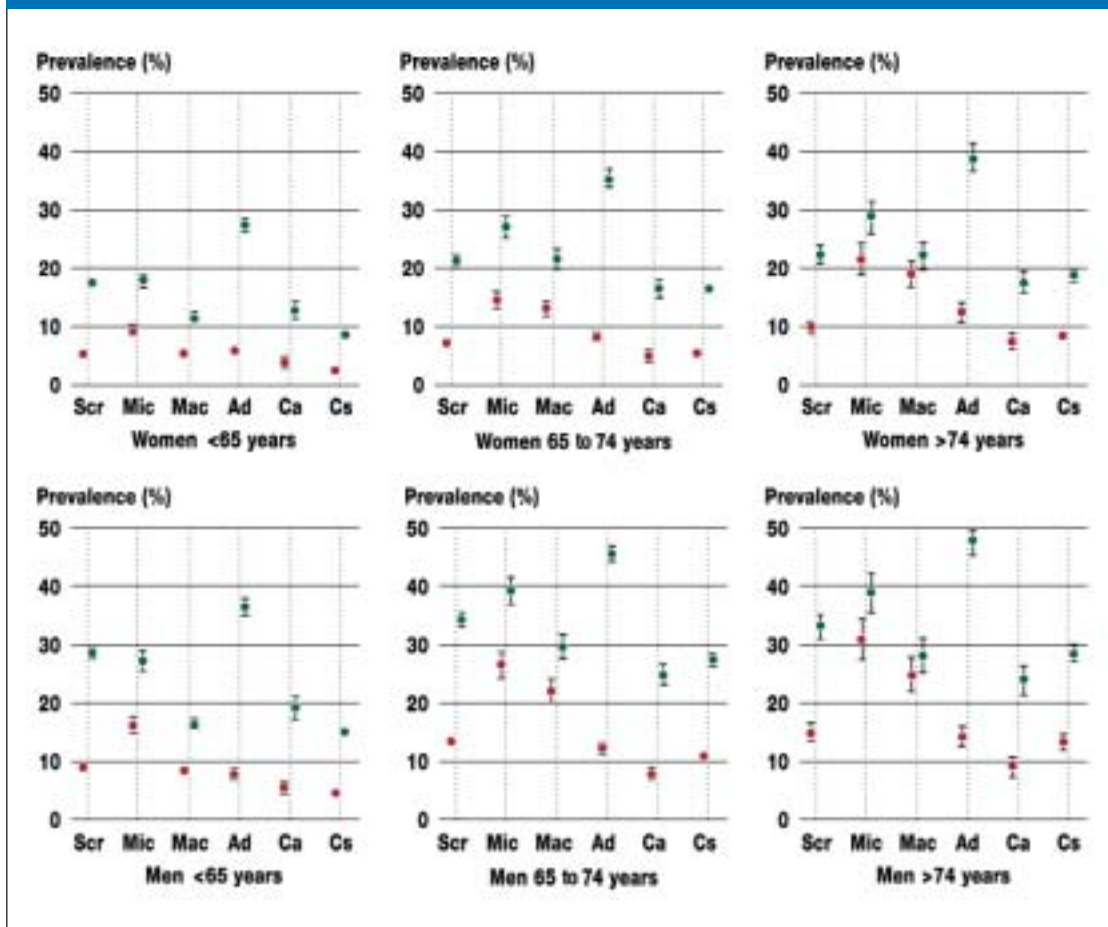 Prevalence (%) Prevalence (%) Prevalence (%)
50 50 50
40 40 40
30 30 30
20 20 20
10 10 10
0 0 0
Scr Mic Mac Ad Ca Cs Scr Mic Mac Ad Ca Cs Scr Mic Mac Ad Ca Cs
Women <65 years Women 65 to 74 years Women >74 years
Prevalence (%) Prevalence (%) Prevalence (%)
50 50 50
40 40 40
30 30 30
20 20 20
10 10 10
0 0 0
Scr Mic Mac Ad Ca Cs Scr Mic Mac Ad Ca Cs Scr Mic Mac Ad Ca Cs
Men <65 years Men 65 to 74 years Men >74 years